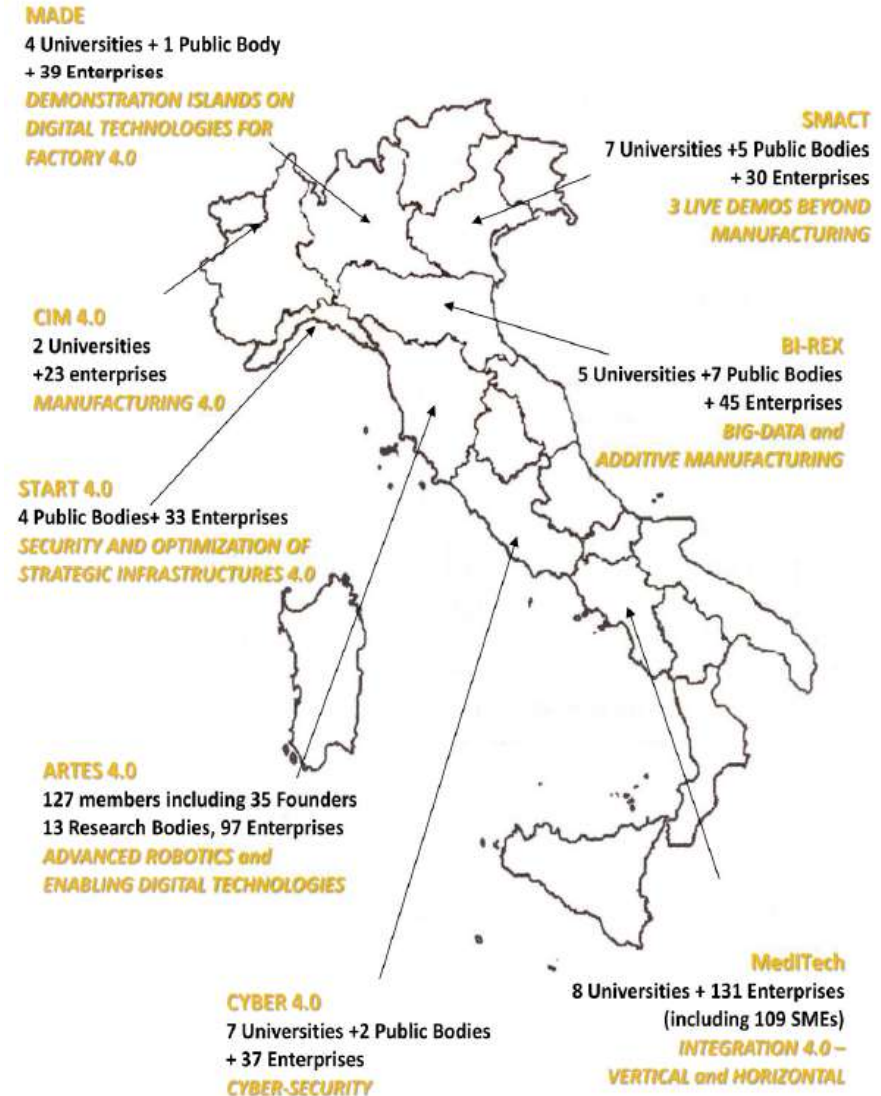 MADE
4 Universities + 1 Public Body
+ 39 Enterprises
DEMONSTRATION ISLANDS ON
DIGITAL TECHNOLOGIES FOR
FACTORY 4.0
SMACT
7 Universities +5 Public Bodies
+ 30 Enterprises
3 LIVE DEMOS BEYOND
MANUFACTURING
CIM 4.0
2 Universities
+23 enterprises
MANUFACTURING 4.0
BI-REX
5 Universities +7 Public Bodies
+ 45 Enterprises
BIG-DATA and
ADDITIVE MANUFACTURING
START 4.0
4 Public Bodies+ 33 Enterprises
SECURITY AND OPTIMIZATION OF
STRATEGIC INFRASTRUCTURES 4.0
ARTES 4.0
127 members including 35 Founders
13 Research Bodies, 97 Enterprises
ADVANCED ROBOTICS and
ENABLING DIGITAL TECHNOLOGIES
CYBER 4.0
7 Universities +2 Public Bodies
+ 37 Enterprises
CYBER-SECURITY
MedITech
8 Universities + 131 Enterprises
(including 109 SMEs)
INTEGRATION 4.0 –
VERTICAL and HORIZONTAL